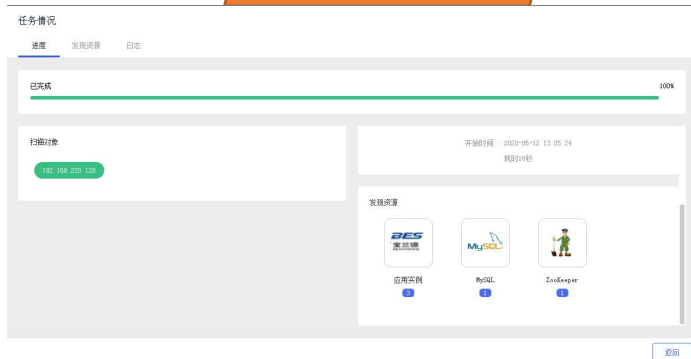 任务情况
进度 发现资源 日志
已完成 100%
扫描对象
192.168.220.128
开始时间 : 2020-06-12 13:05:24
耗时18秒
发现资源
BES
宝兰德
MySQL
应用实例 MySQL ZooKeeper
3 1 1
返回